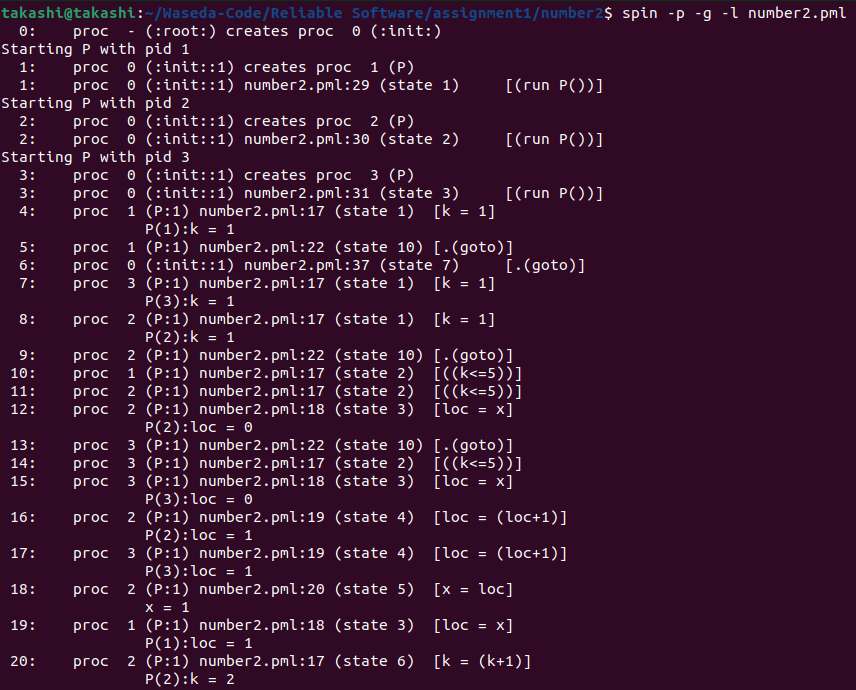 takashi@takashi:~/Waseda-Code/Reliable Software/assignment1/number2$ spin -p -g -l number2.pml
  0:    proc  - (:root:) creates proc  0 (:init:)
Starting P with pid 1
  1:    proc  0 (:init::1) creates proc  1 (P)
  1:    proc  0 (:init::1) number2.pml:29 (state 1)     [(run P())]
Starting P with pid 2
  2:    proc  0 (:init::1) creates proc  2 (P)
  2:    proc  0 (:init::1) number2.pml:30 (state 2)     [(run P())]
Starting P with pid 3
  3:    proc  0 (:init::1) creates proc  3 (P)
  3:    proc  0 (:init::1) number2.pml:31 (state 3)     [(run P())]
  4:    proc  1 (P:1) number2.pml:17 (state 1)  [k = 1]
                P(1):k = 1
  5:    proc  1 (P:1) number2.pml:22 (state 10) [.(goto)]
  6:    proc  0 (:init::1) number2.pml:37 (state 7)     [.(goto)]
  7:    proc  3 (P:1) number2.pml:17 (state 1)  [k = 1]
                P(3):k = 1
  8:    proc  2 (P:1) number2.pml:17 (state 1)  [k = 1]
                P(2):k = 1
  9:    proc  2 (P:1) number2.pml:22 (state 10) [.(goto)]
 10:    proc  1 (P:1) number2.pml:17 (state 2)  [((k<=5))]
 11:    proc  2 (P:1) number2.pml:17 (state 2)  [((k<=5))]
 12:    proc  2 (P:1) number2.pml:18 (state 3)  [loc = x]
                P(2):loc = 0
 13:    proc  3 (P:1) number2.pml:22 (state 10) [.(goto)]
 14:    proc  3 (P:1) number2.pml:17 (state 2)  [((k<=5))]
 15:    proc  3 (P:1) number2.pml:18 (state 3)  [loc = x]
                P(3):loc = 0
 16:    proc  2 (P:1) number2.pml:19 (state 4)  [loc = (loc+1)]
                P(2):loc = 1
 17:    proc  3 (P:1) number2.pml:19 (state 4)  [loc = (loc+1)]
                P(3):loc = 1
 18:    proc  2 (P:1) number2.pml:20 (state 5)  [x = loc]
                x = 1
 19:    proc  1 (P:1) number2.pml:18 (state 3)  [loc = x]
                P(1):loc = 1
 20:    proc  2 (P:1) number2.pml:17 (state 6)  [k = (k+1)]
                P(2):k = 2